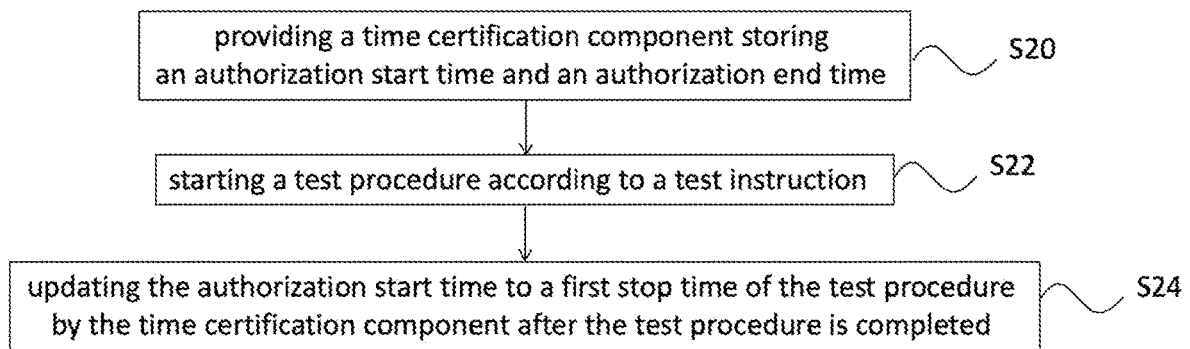 providing a time certification component storing
an authorization start time and an authorization end time
S20
starting a test procedure according to a test instruction
S22
updating the authorization start time to a first stop time of the test procedure
by the time certification component after the test procedure is completed
S24